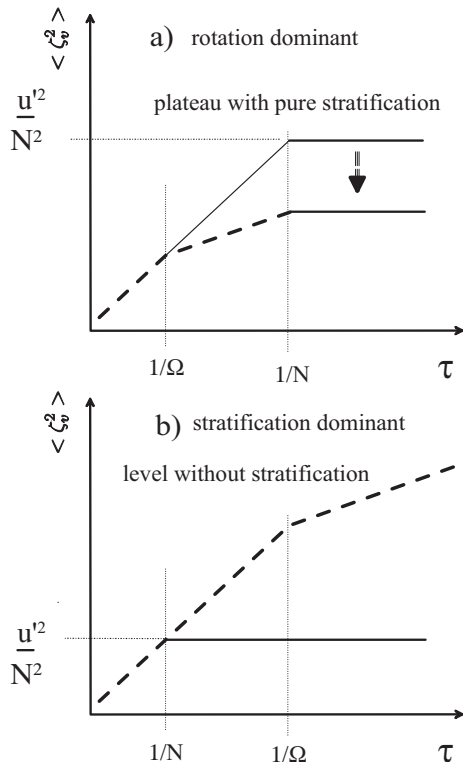 a) rotation dominant
< ζ_v² >
plateau with pure stratification
u'²
N²
1/Ω
1/N
τ
b) stratification dominant
< ζ_v² >
level without stratification
u'²
N²
1/N
1/Ω
τ